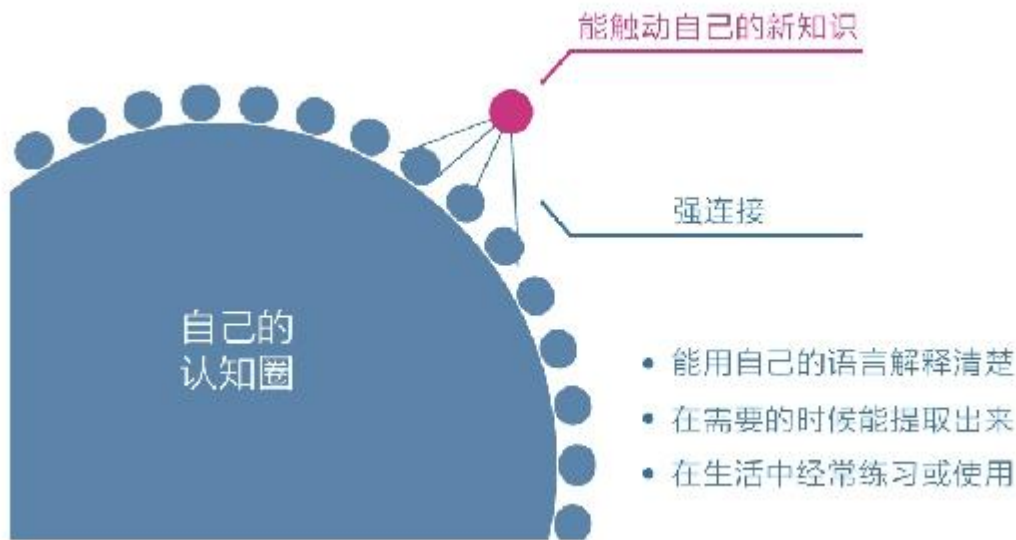 能触动自己的新知识
强连接
自己的
认知圈
• 能用自己的语言解释清楚
• 在需要的时候能提取出来
• 在生活中经常练习或使用